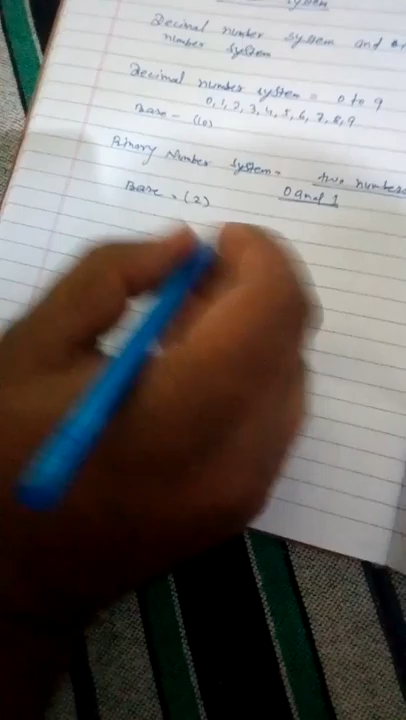 System
Decimal number system and
number system
Decimal number system = 0 to 9
0, 1, 2, 3, 4, 5, 6, 7, 8, 9
Base - (10)
Binary Number System - two numbers
0 and 1
Base - (2)